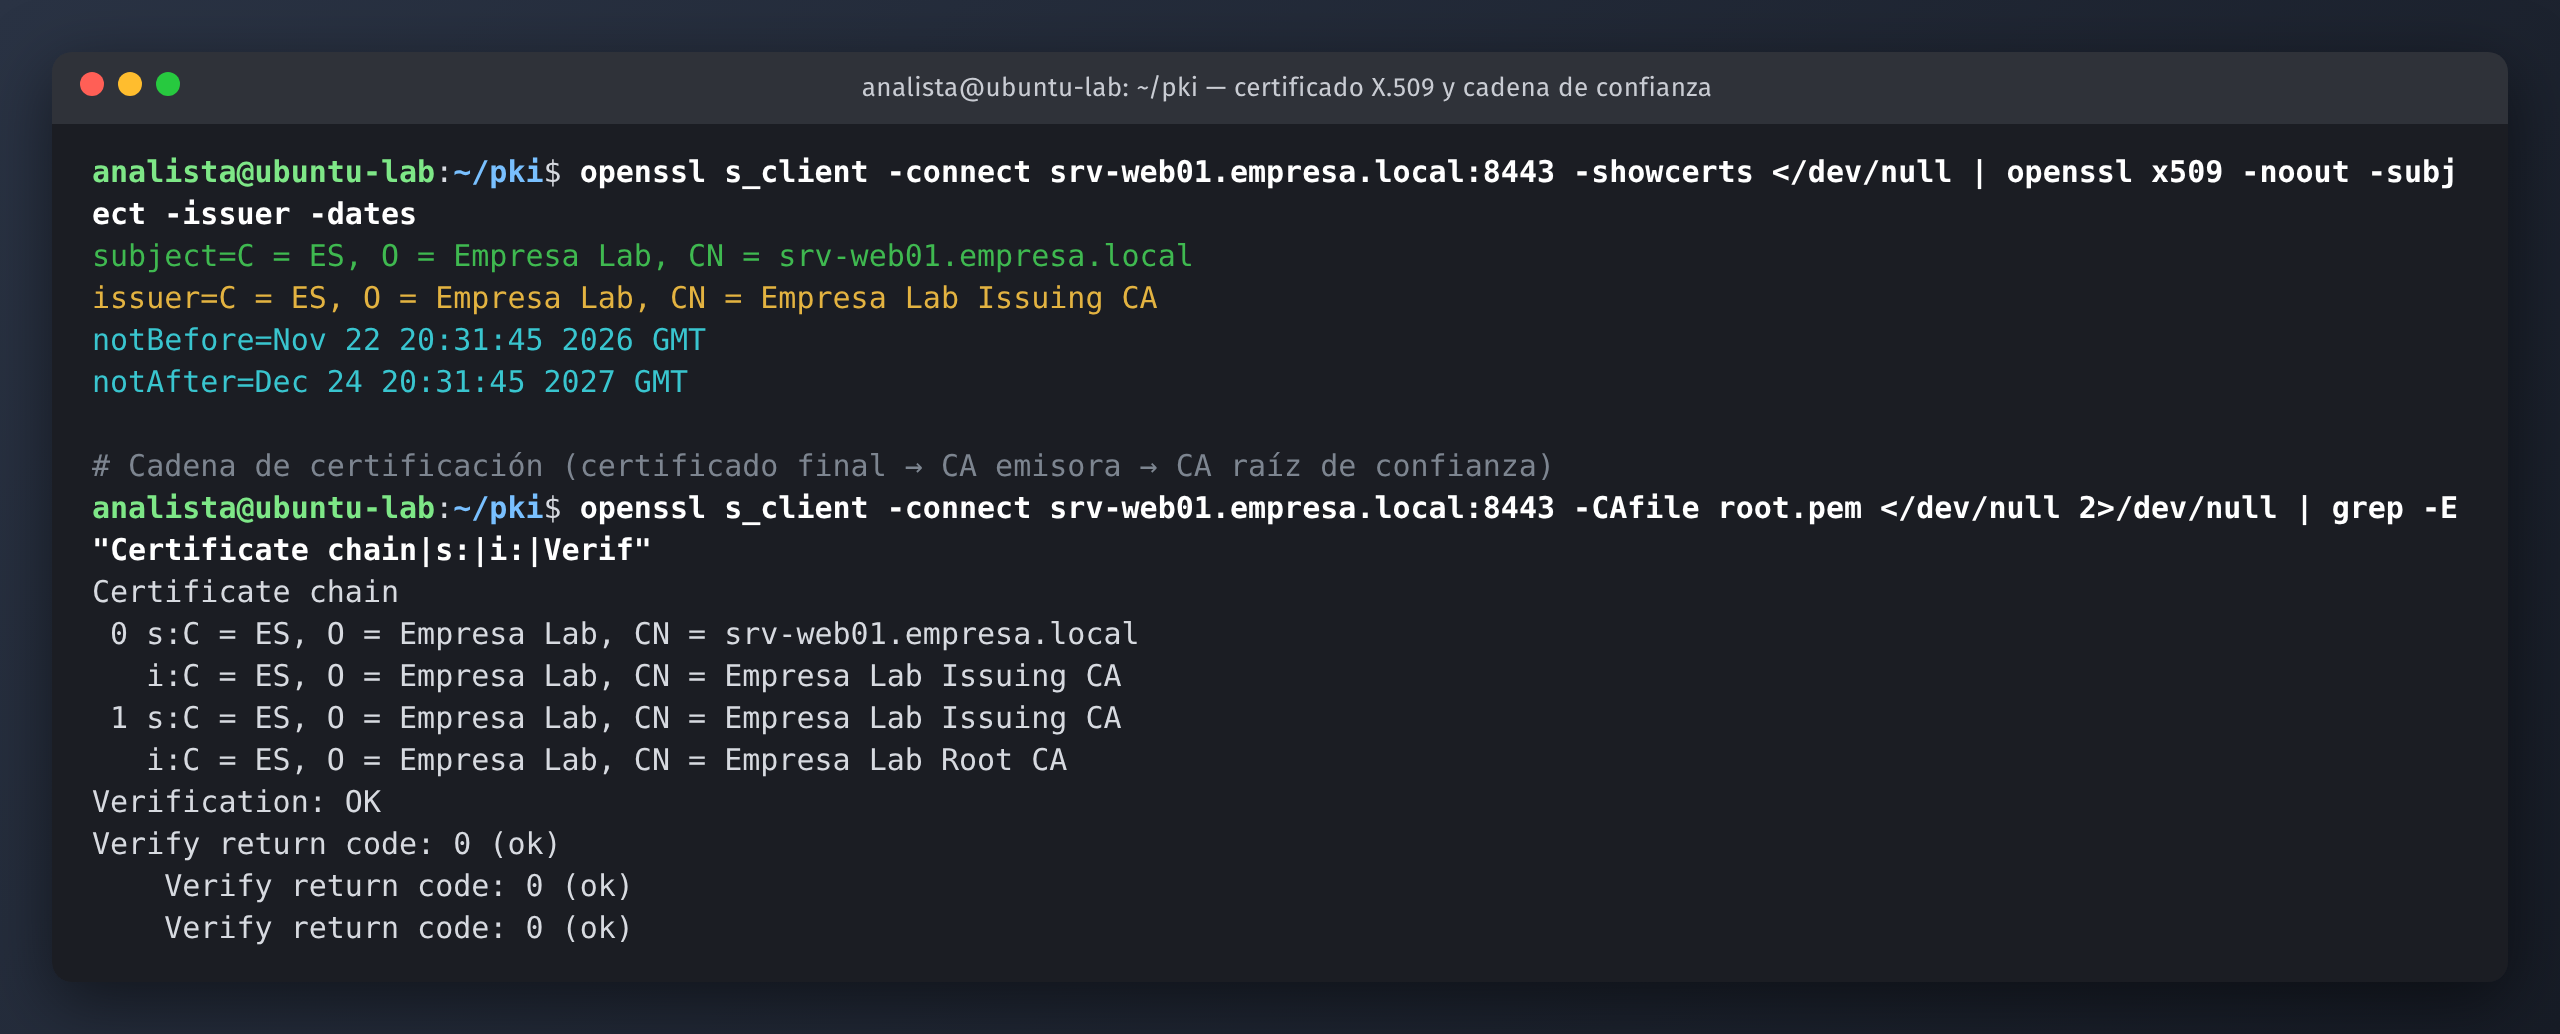 analista@ubuntu-lab: ~/pki — certificado X.509 y cadena de confianza
analista@ubuntu-lab:~/pki$ openssl s_client -connect srv-web01.empresa.local:8443 -showcerts </dev/null | openssl x509 -noout -subj
ect -issuer -dates
subject=C = ES, O = Empresa Lab, CN = srv-web01.empresa.local
issuer=C = ES, O = Empresa Lab, CN = Empresa Lab Issuing CA
notBefore=Nov 22 20:31:45 2026 GMT
notAfter=Dec 24 20:31:45 2027 GMT
# Cadena de certificación (certificado final → CA emisora → CA raíz de confianza)
analista@ubuntu-lab:~/pki$ openssl s_client -connect srv-web01.empresa.local:8443 -CAfile root.pem </dev/null 2>/dev/null | grep -E
"Certificate chain|s:|i:|Verif"
Certificate chain
 0 s:C = ES, O = Empresa Lab, CN = srv-web01.empresa.local
   i:C = ES, O = Empresa Lab, CN = Empresa Lab Issuing CA
 1 s:C = ES, O = Empresa Lab, CN = Empresa Lab Issuing CA
   i:C = ES, O = Empresa Lab, CN = Empresa Lab Root CA
Verification: OK
Verify return code: 0 (ok)
    Verify return code: 0 (ok)
    Verify return code: 0 (ok)